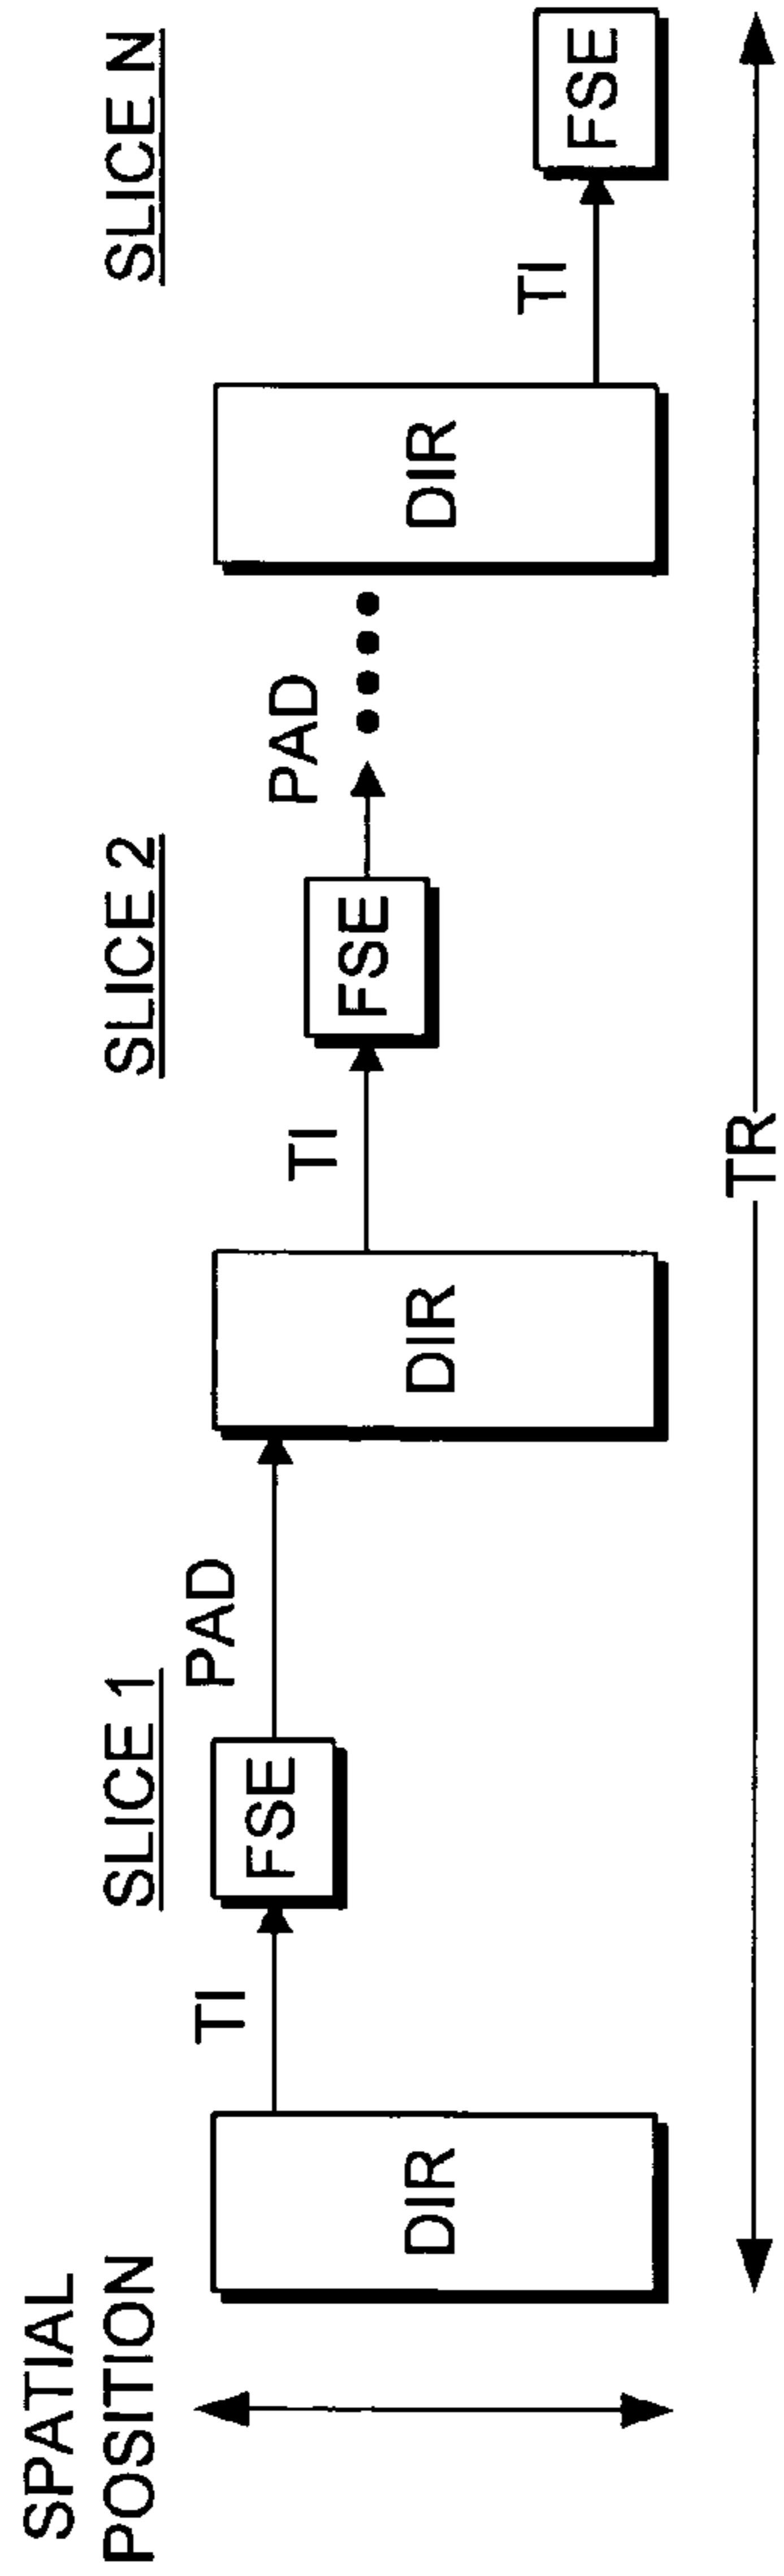 SPATIAL
POSITION
SLICE 1
SLICE 2
SLICE N
DIR
TI
FSE
PAD
DIR
TI
FSE
PAD
DIR
TI
FSE
TR